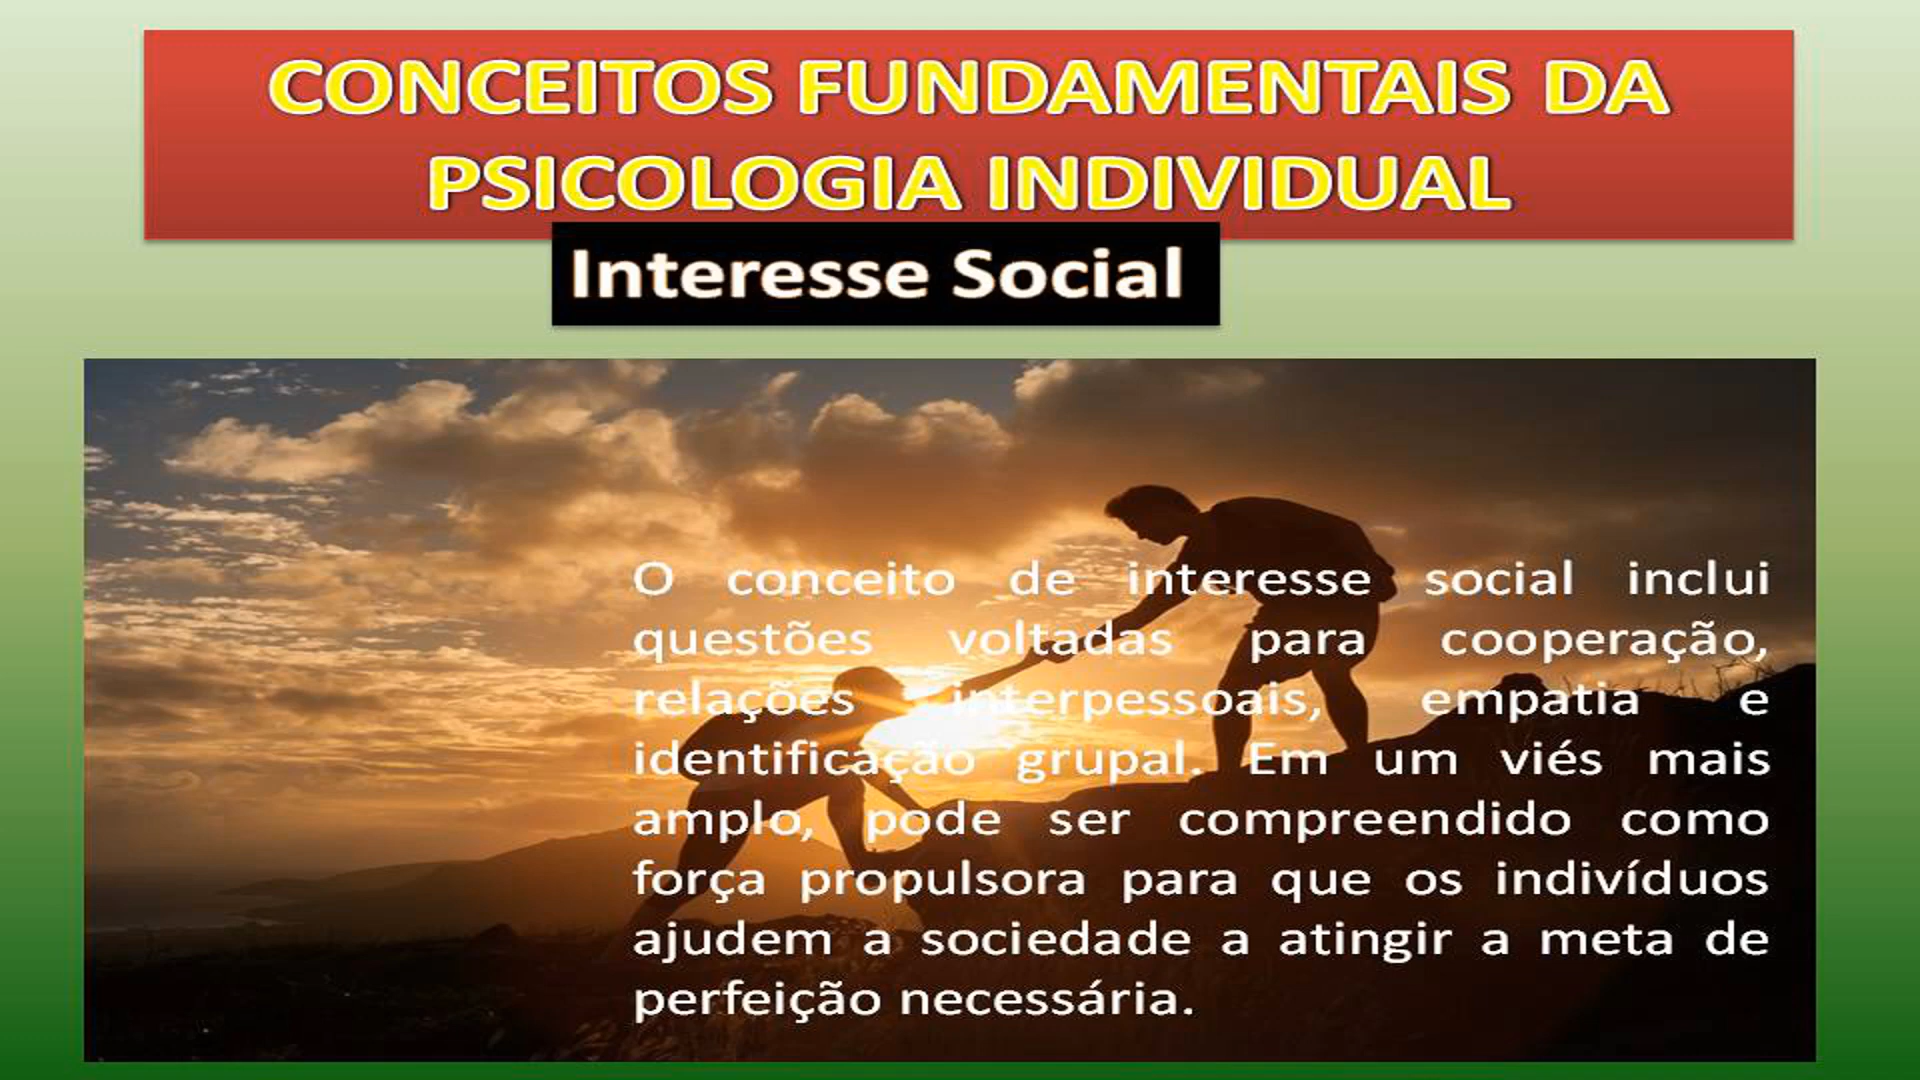 CONCEITOS FUNDAMENTAIS DA
PSICOLOGIA INDIVIDUAL
Interesse Social
O conceito de interesse social inclui
questões voltadas para cooperação,
relações interpessoais, empatia e
identificação grupal. Em um viés mais
amplo, pode ser compreendido como
força propulsora para que os indivíduos
ajudem a sociedade a atingir a meta de
perfeição necessária.